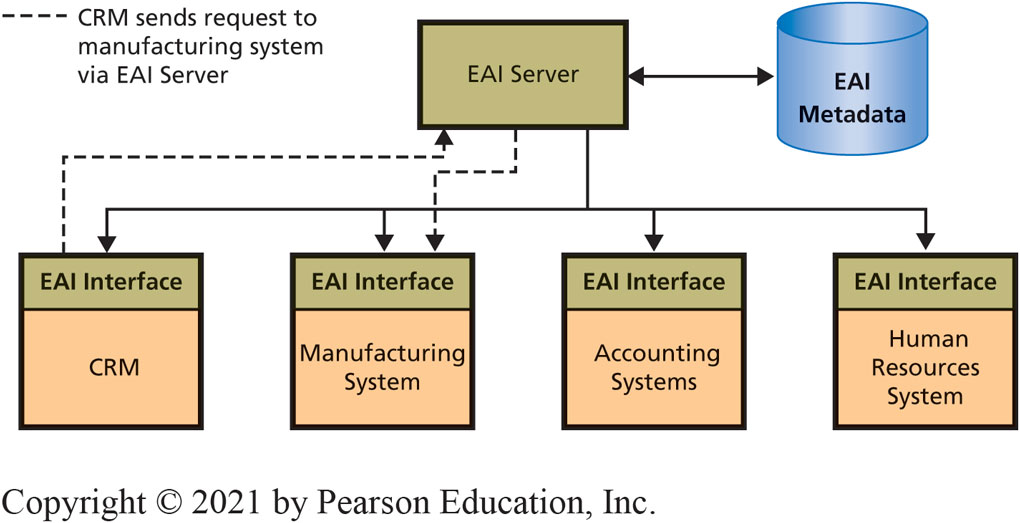 CRM sends request to
manufacturing system
via EAI Server
EAI Server
EAI
Metadata
EAI Interface
CRM
EAI Interface
Manufacturing
System
EAI Interface
Accounting
Systems
EAI Interface
Human
Resources
System
Copyright © 2021 by Pearson Education, Inc.